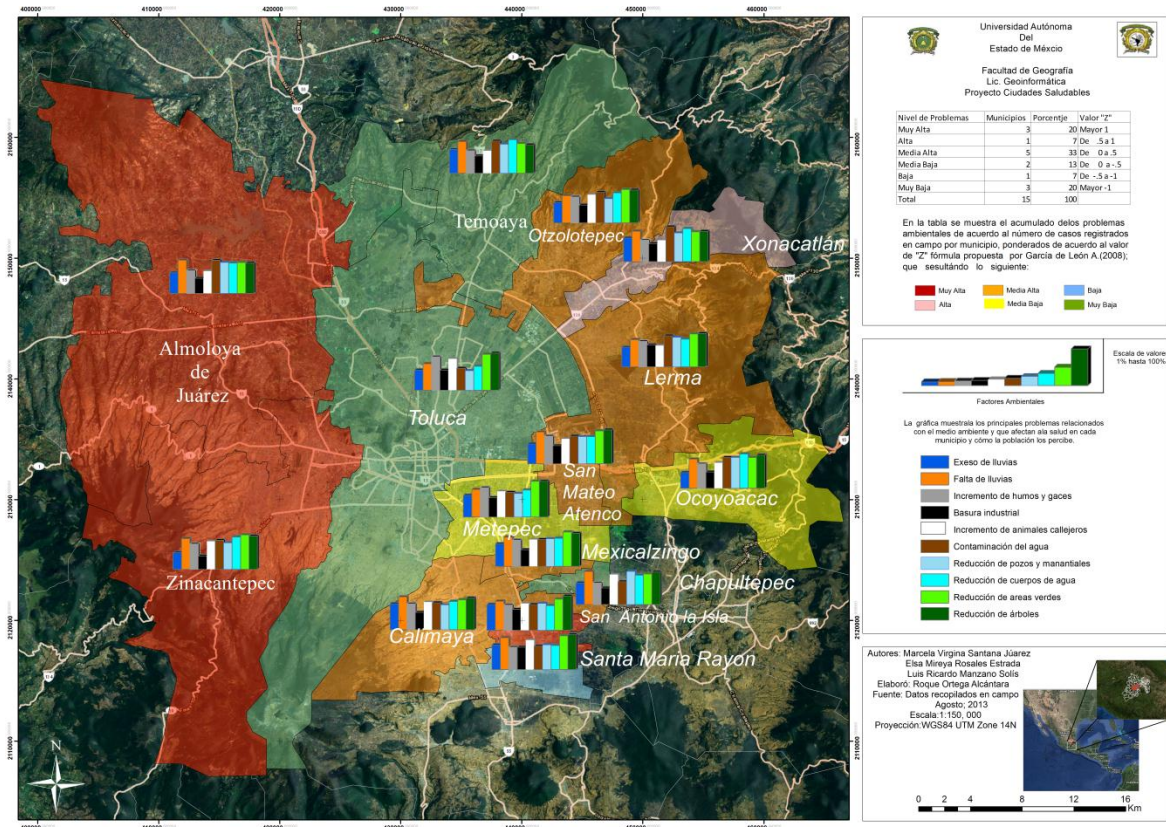 400000 410000 420000 430000 440000 450000 460000
2160000
2150000
2140000
2130000
2120000
2110000
Temoaya
Otzolotepec
Xonacatlán
Almoloya
de
Juárez
Lerma
Toluca
San
Mateo
Atenco
Ocoyoacac
Metepec
Mexicalzingo
Zinacantepec
Chapultepec
Calimaya
San Antonio la Isla
Santa María Rayón
N
Universidad Autónoma
Del
Estado de Méxcio
Facultad de Geografía
Lic. Geoinformática
Proyecto Ciudades Saludables
Nivel de Problemas Municipios Porcentje Valor "Z"
Muy Alta 3 20 Mayor 1
Alta 1 7 De .5 a 1
Media Alta 5 33 De 0 a .5
Media Baja 2 13 De 0 a -.5
Baja 1 7 De -.5 a -1
Muy Baja 3 20 Mayor -1
Total 15 100
En la tabla se muestra el acumulado delos problemas
ambientales de acuerdo al número de casos registrados
en campo por municipio, ponderados de acuerdo al valor
de "Z" fórmula propuesta por García de León A.(2008);
que sesultándo lo siguiente:
Muy Alta Media Alta Baja
Alta Media Baja Muy Baja
Escala de valores
1% hasta 100%
Factores Ambientales
La gráfica muestrala los principales problemas relacionados
con el medio ambiente y que afectan ala salud en cada
municipio y cómo la población los percibe.
Exeso de lluvias
Falta de lluvias
Incremento de humos y gaces
Basura industrial
Incremento de animales callejeros
Contaminación del agua
Reducción de pozos y manantiales
Reducción de cuerpos de agua
Reducción de areas verdes
Reducción de árboles
Autores: Marcela Virgina Santana Júarez
Elsa Mireya Rosales Estrada
Luis Ricardo Manzano Solís
Elaboró: Roque Ortega Alcántara
Fuente: Datos recopilados en campo
Agosto; 2013
Escala:1:150, 000
Proyección:WGS84 UTM Zone 14N
0 2 4 8 12 16
Km